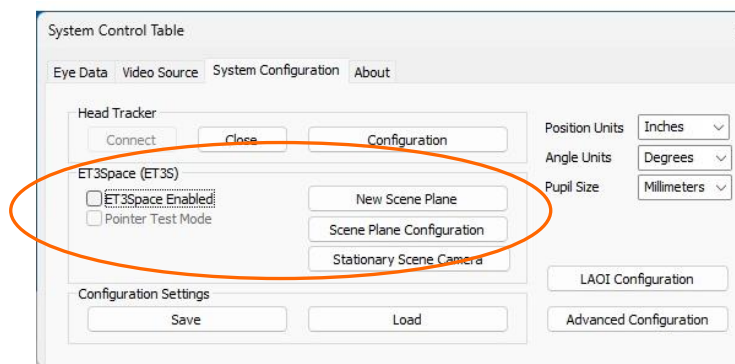 System Control Table
Eye Data Video Source System Configuration About
Head Tracker
Connect Close Configuration
Position Units Inches
Angle Units Degrees
Pupil Size Millimeters
ET3Space (ET3S)
ET3Space Enabled New Scene Plane
Pointer Test Mode
Scene Plane Configuration
Stationary Scene Camera
LAOI Configuration
Configuration Settings
Save Load Advanced Configuration